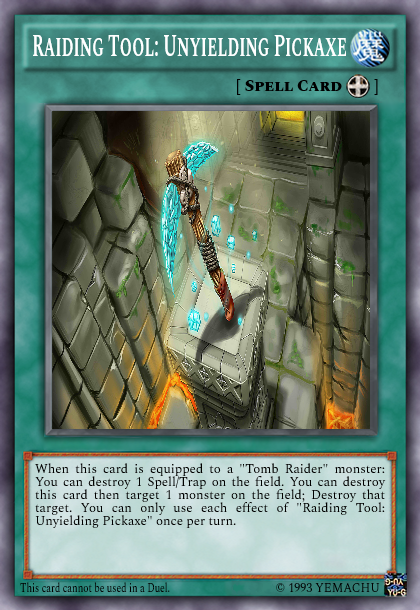 RAIDING TOOL: UNYIELDING PICKAXE
魔
[ SPELL CARD ]
When this card is equipped to a "Tomb Raider" monster:
You can destroy 1 Spell/Trap on the field. You can destroy
this card then target 1 monster on the field; Destroy that
target. You can only use each effect of "Raiding Tool:
Unyielding Pickaxe" once per turn.
This card cannot be used in a Duel.
© 1993 YEMACHU
D-NA
YU-G